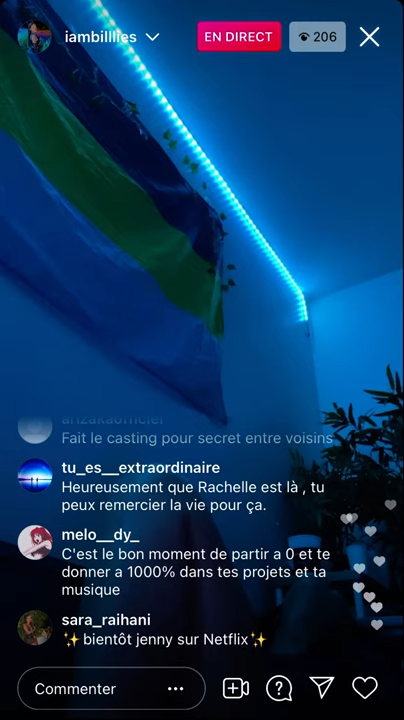 iambilllies
EN DIRECT
206
arizakaofficiel
Fait le casting pour secret entre voisins
tu_es__extraordinaire
Heureusement que Rachelle est là , tu
peux remercier la vie pour ça.
melo__dy_
C'est le bon moment de partir a 0 et te
donner a 1000% dans tes projets et ta
musique
sara_raihani
✨bientôt jenny sur Netflix✨
Commenter